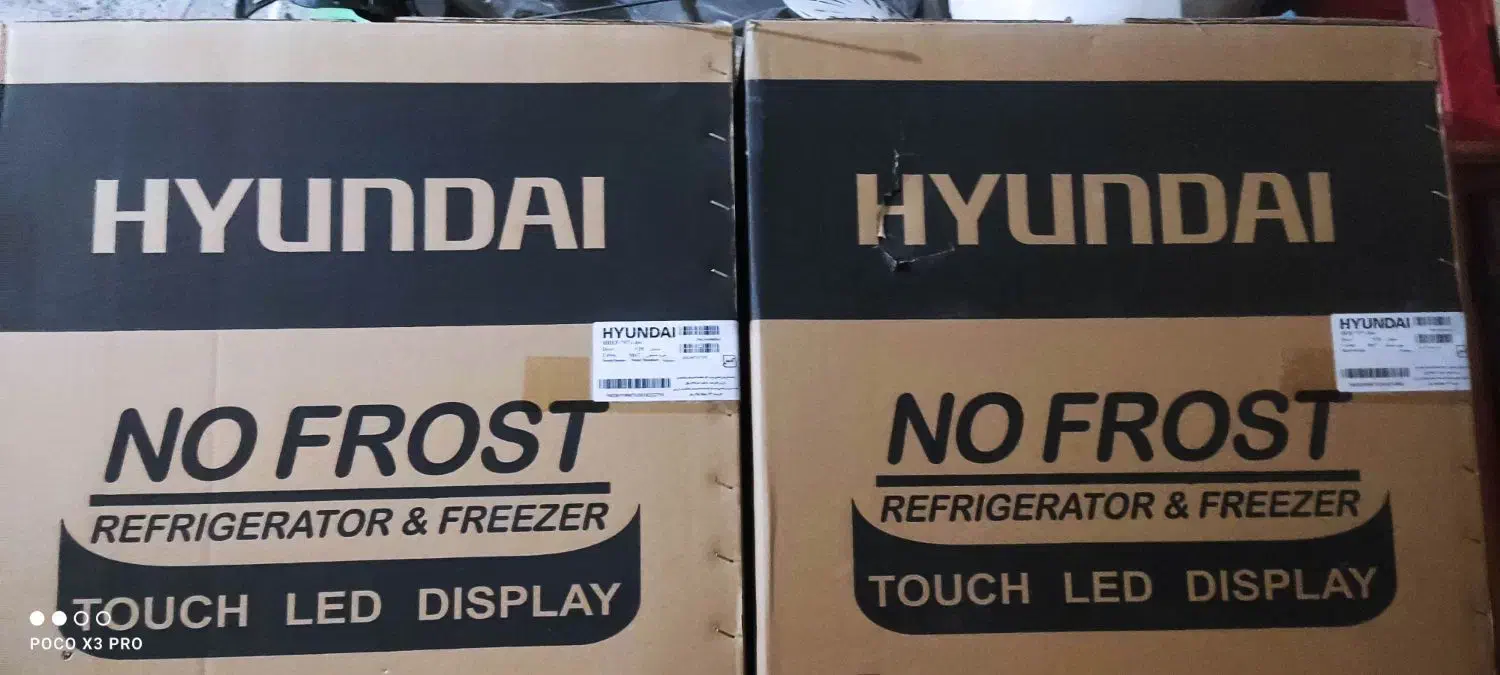 HYUNDAI
HYUNDAI
HYUNDAI
HYUNDAI
NO FROST
REFRIGERATOR & FREEZER
TOUCH LED DISPLAY
NO FROST
REFRIGERATOR & FREEZER
TOUCH LED DISPLAY
POCO X3 PRO